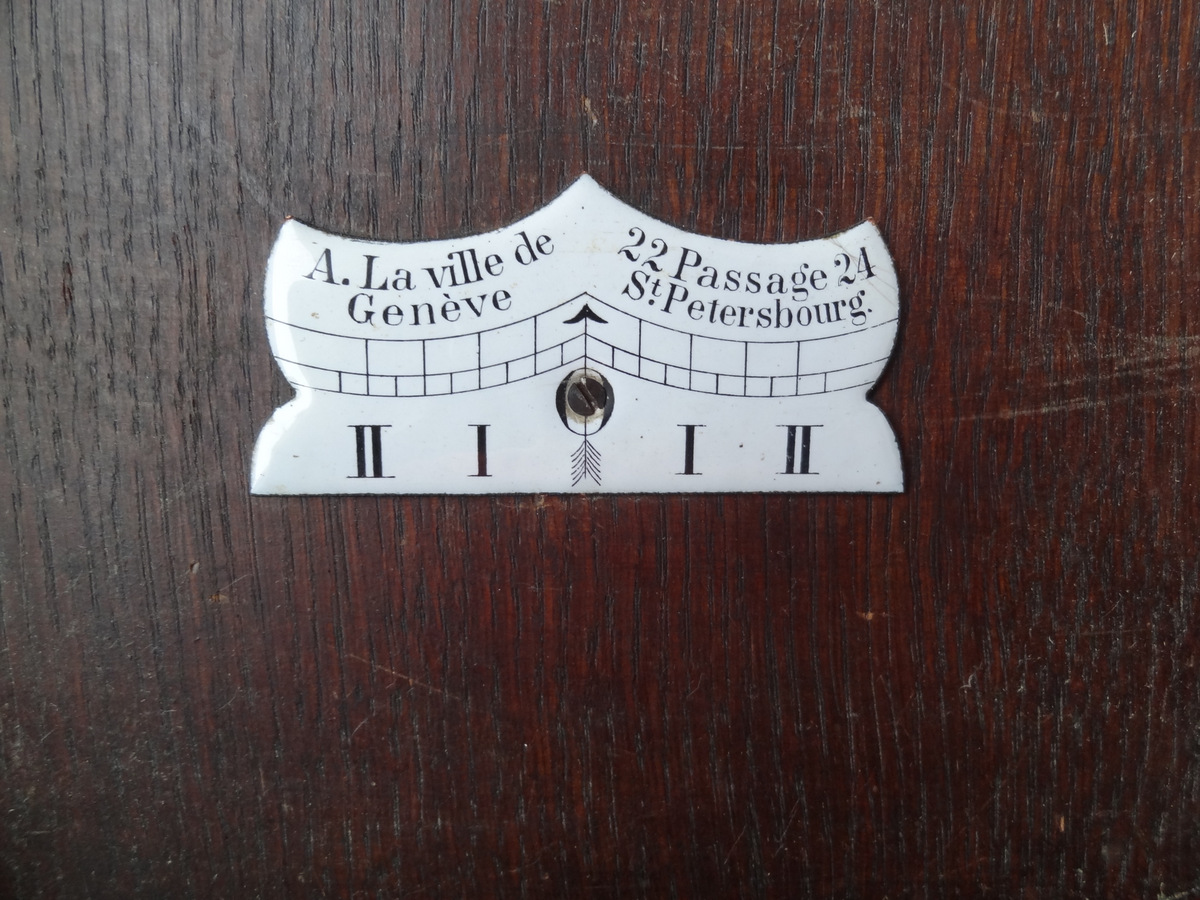 A. La ville de
Genève
22 Passage 24
St. Petersbourg.
II I I II